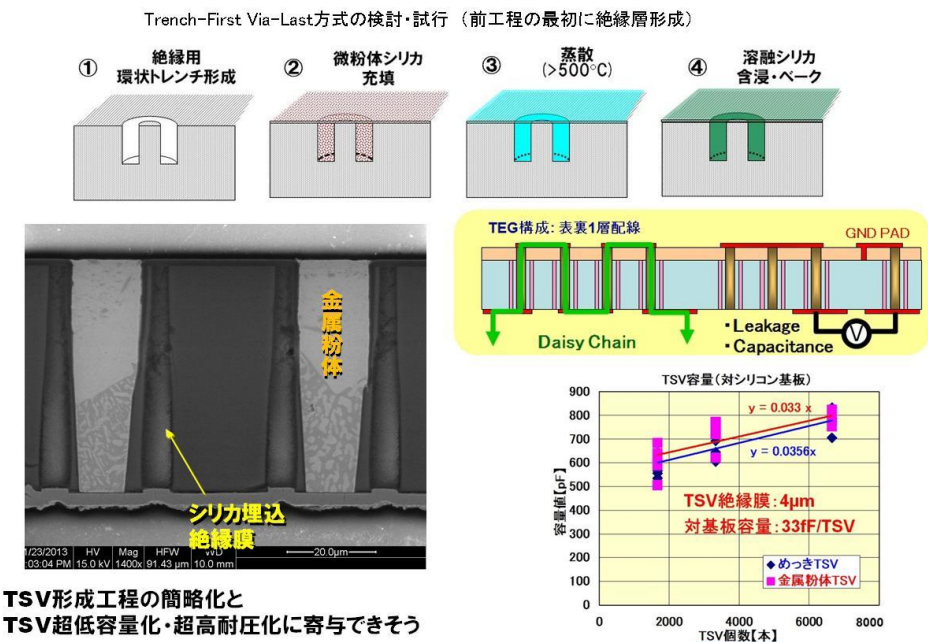 Trench-First Via-Last方式の検討・試行 (前工程の最初に絶縁層形成)
① 絶縁用
環状トレンチ形成
② 微粉体シリカ
充填
③ 蒸散
(>500°C)
④ 溶融シリカ
含浸・ベーク
金属粉体
シリカ埋込
絶縁膜
1/23/2013 HV Mag HFW WD 20.0µm
:03:04 PM 15.0 kV 1400x 91.43 µm 10.0 mm
TEG構成: 表裏1層配線
GND PAD
Daisy Chain
・Leakage
・Capacitance
V
TSV容量(対シリコン基板)
容量値[pF]
900
800
700
600
500
400
300
200
100
0
y = 0.033 x
y = 0.0356x
TSV絶縁膜:4µm
対基板容量:33fF/TSV
めっきTSV
金属粉体TSV
0 2000 4000 6000 8000
TSV個数【本】
TSV形成工程の簡略化と
TSV超低容量化・超高耐圧化に寄与できそう